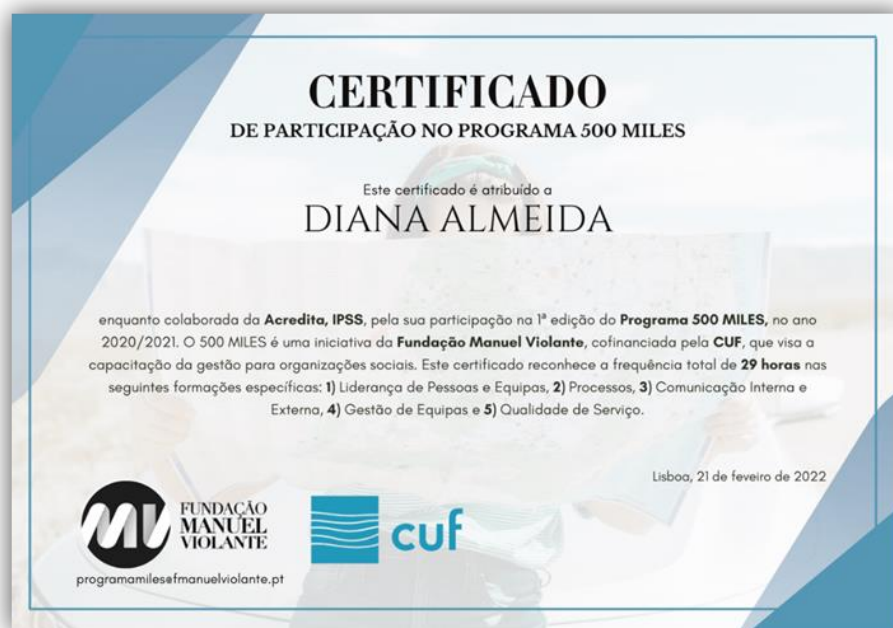 CERTIFICADO
DE PARTICIPAÇÃO NO PROGRAMA 500 MILES
Este certificado é atribuído a
DIANA ALMEIDA
enquanto colaborada da Acredita, IPSS, pela sua participação na 1ª edição do Programa 500 MILES, no ano
2020/2021. O 500 MILES é uma iniciativa da Fundação Manuel Violante, cofinanciada pela CUF, que visa a
capacitação da gestão para organizações sociais. Este certificado reconhece a frequência total de 29 horas nas
seguintes formações específicas: 1) Liderança de Pessoas e Equipas, 2) Processos, 3) Comunicação Interna e
Externa, 4) Gestão de Equipas e 5) Qualidade de Serviço.
Lisboa, 21 de feveiro de 2022
FUNDAÇÃO
MANUEL
VIOLANTE
cuf
programamiles@fmanuelviolante.pt